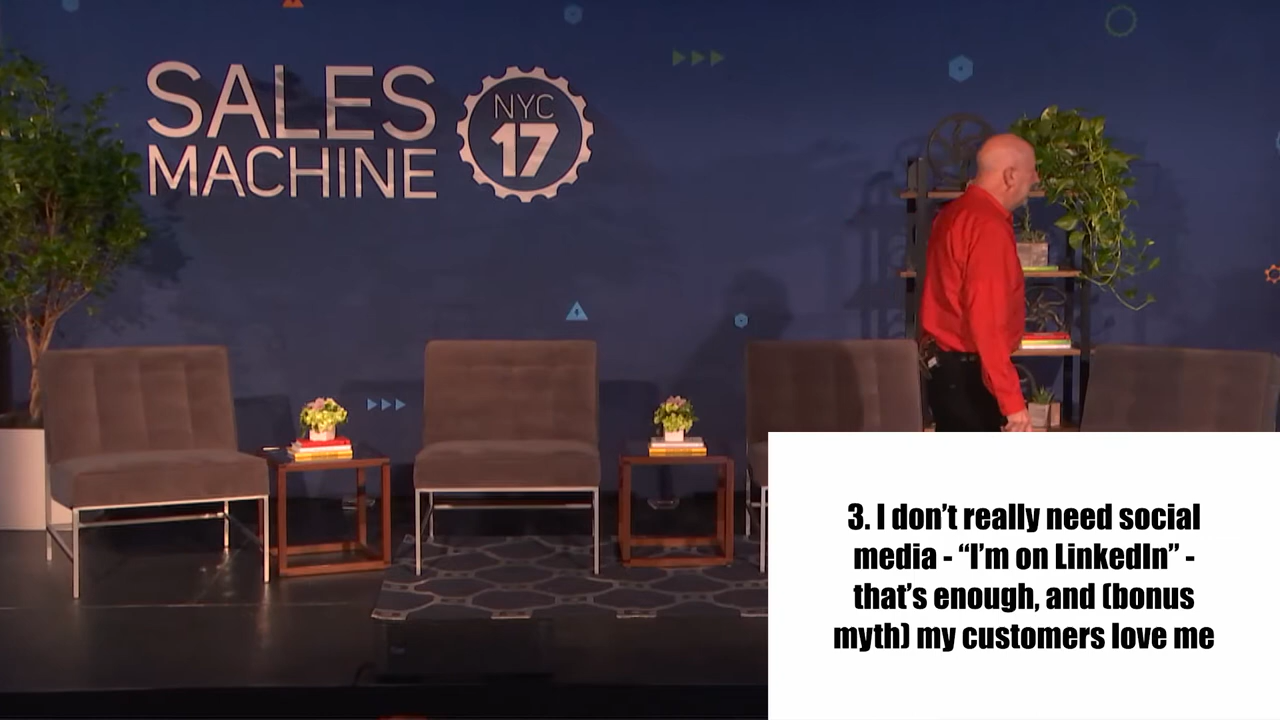 SALES
MACHINE
NYC
17
3. I don’t really need social
media - “I’m on LinkedIn” -
that’s enough, and (bonus
myth) my customers love me